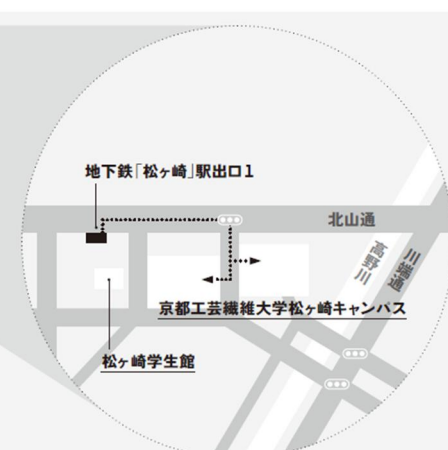 地下鉄「松ヶ崎」駅出口1
北山通
高野川
川端通
京都工芸繊維大学松ヶ崎キャンパス
松ヶ崎学生館